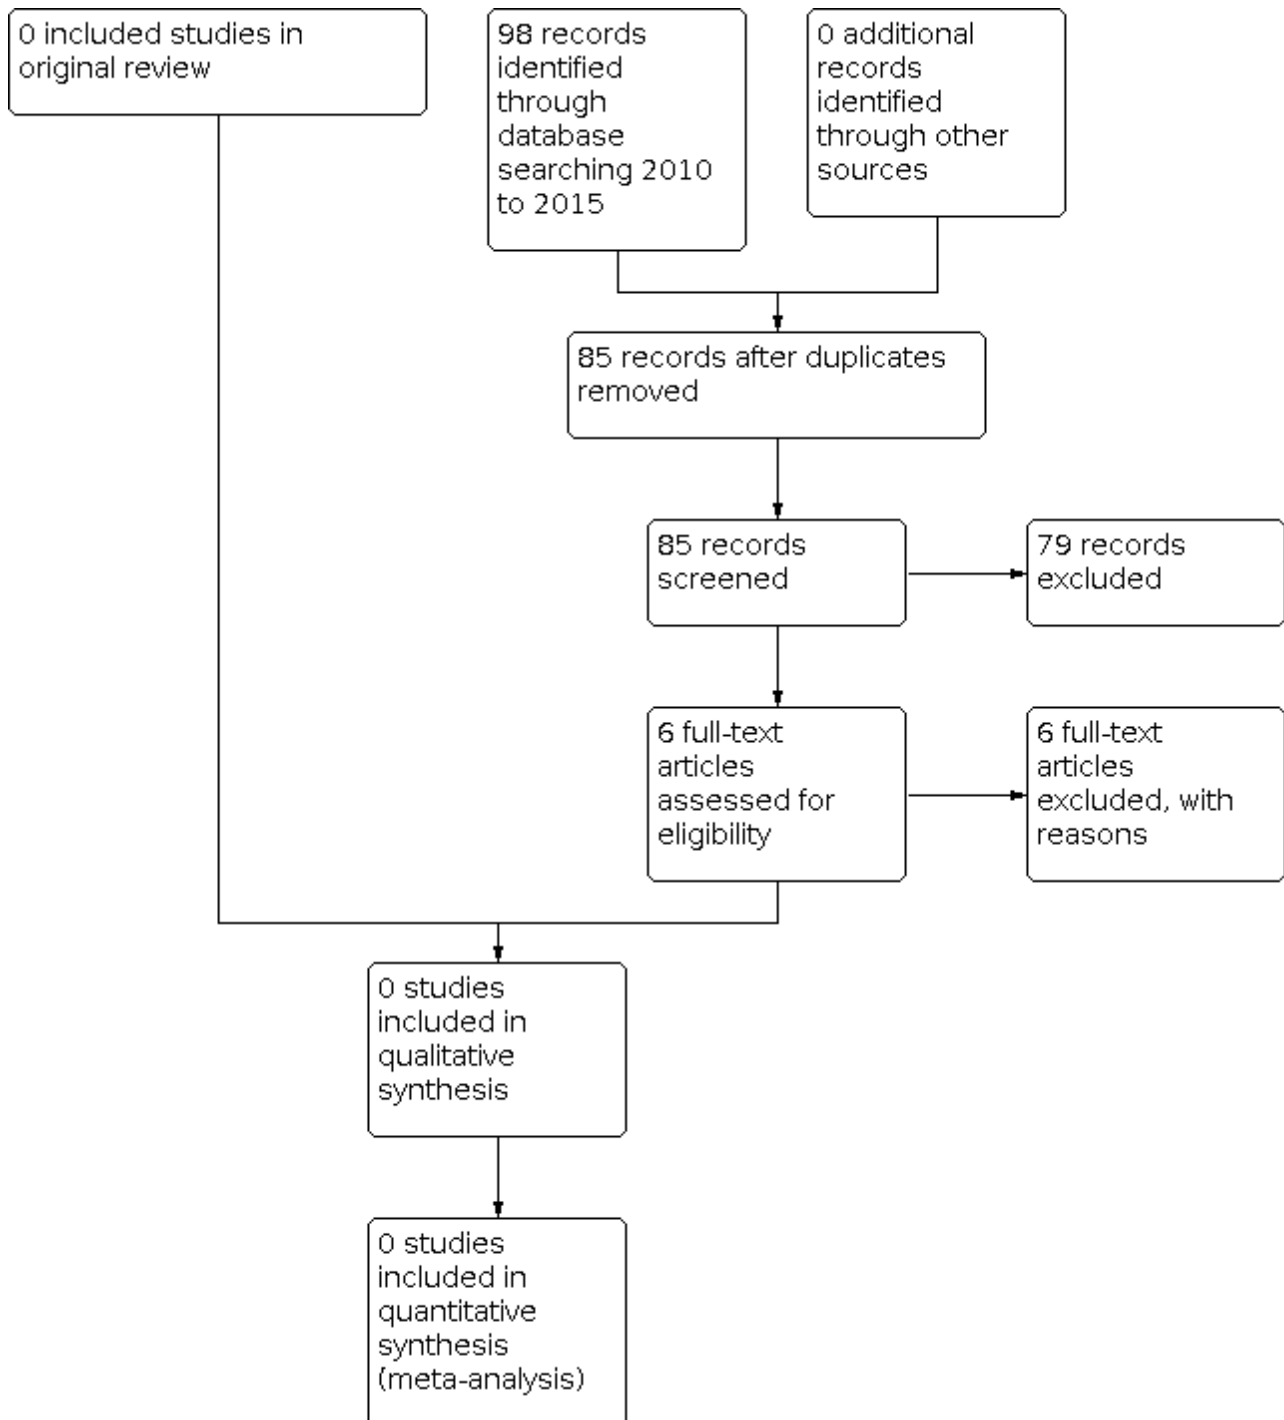 0 included studies in
original review
98 records
identified
through
database
searching 2010
to 2015
0 additional
records
identified
through other
sources
85 records after duplicates
removed
85 records
screened
79 records
excluded
6 full-text
articles
assessed for
eligibility
6 full-text
articles
excluded, with
reasons
0 studies
included in
qualitative
synthesis
0 studies
included in
quantitative
synthesis
(meta-analysis)